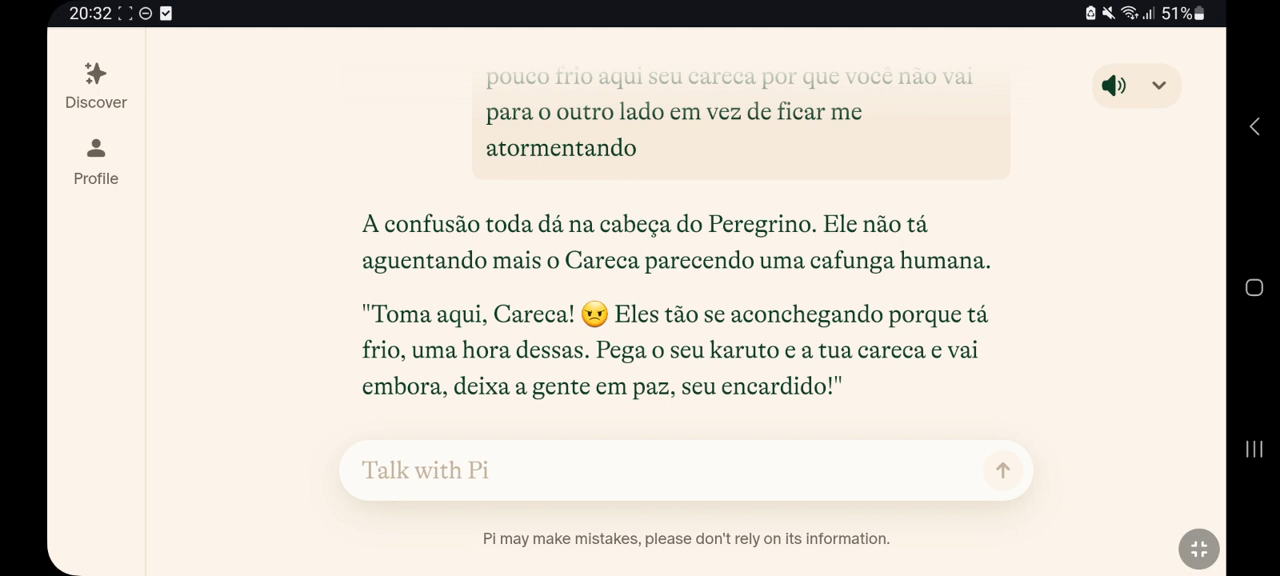 20:32
51%
Discover
Profile
pouco frio aqui seu careca por que você não vai
para o outro lado em vez de ficar me
atormentando
A confusão toda dá na cabeça do Peregrino. Ele não tá
aguentando mais o Careca parecendo uma cafunga humana.
"Toma aqui, Careca! 😠 Eles tão se aconchegando porque tá
frio, uma hora dessas. Pega o seu karuto e a tua careca e vai
embora, deixa a gente em paz, seu encardido!"
Talk with Pi
Pi may make mistakes, please don't rely on its information.